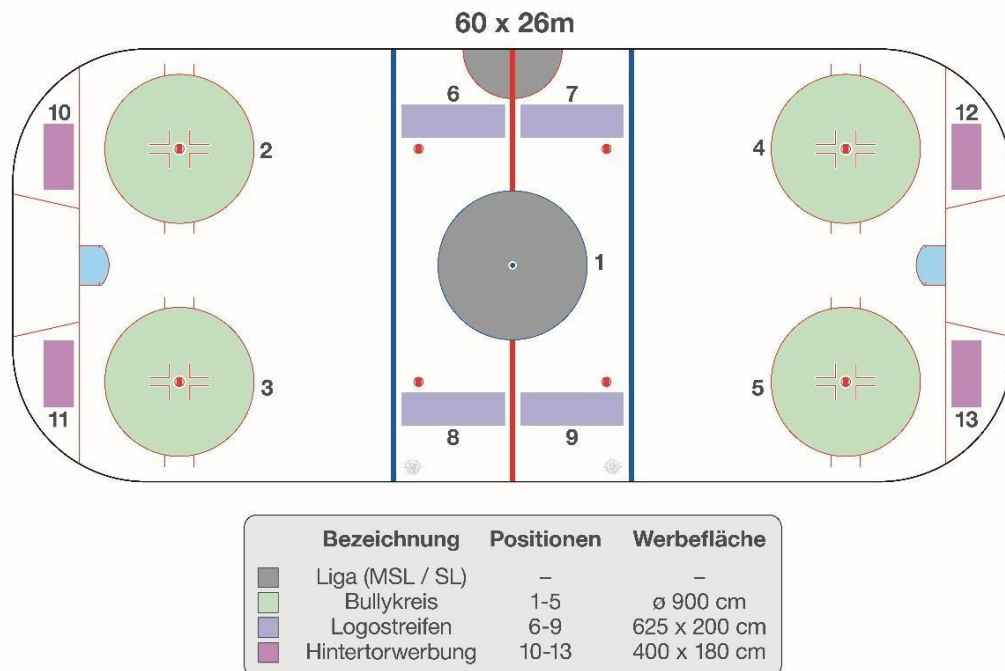 60 x 26m
6 7
10 12
2 4
1
3 5
11 8 9 13
Bezeichnung Positionen Werbefläche
Liga (MSL / SL) – –
Bullykreis 1-5 ø 900 cm
Logostreifen 6-9 625 x 200 cm
Hintertorwerbung 10-13 400 x 180 cm